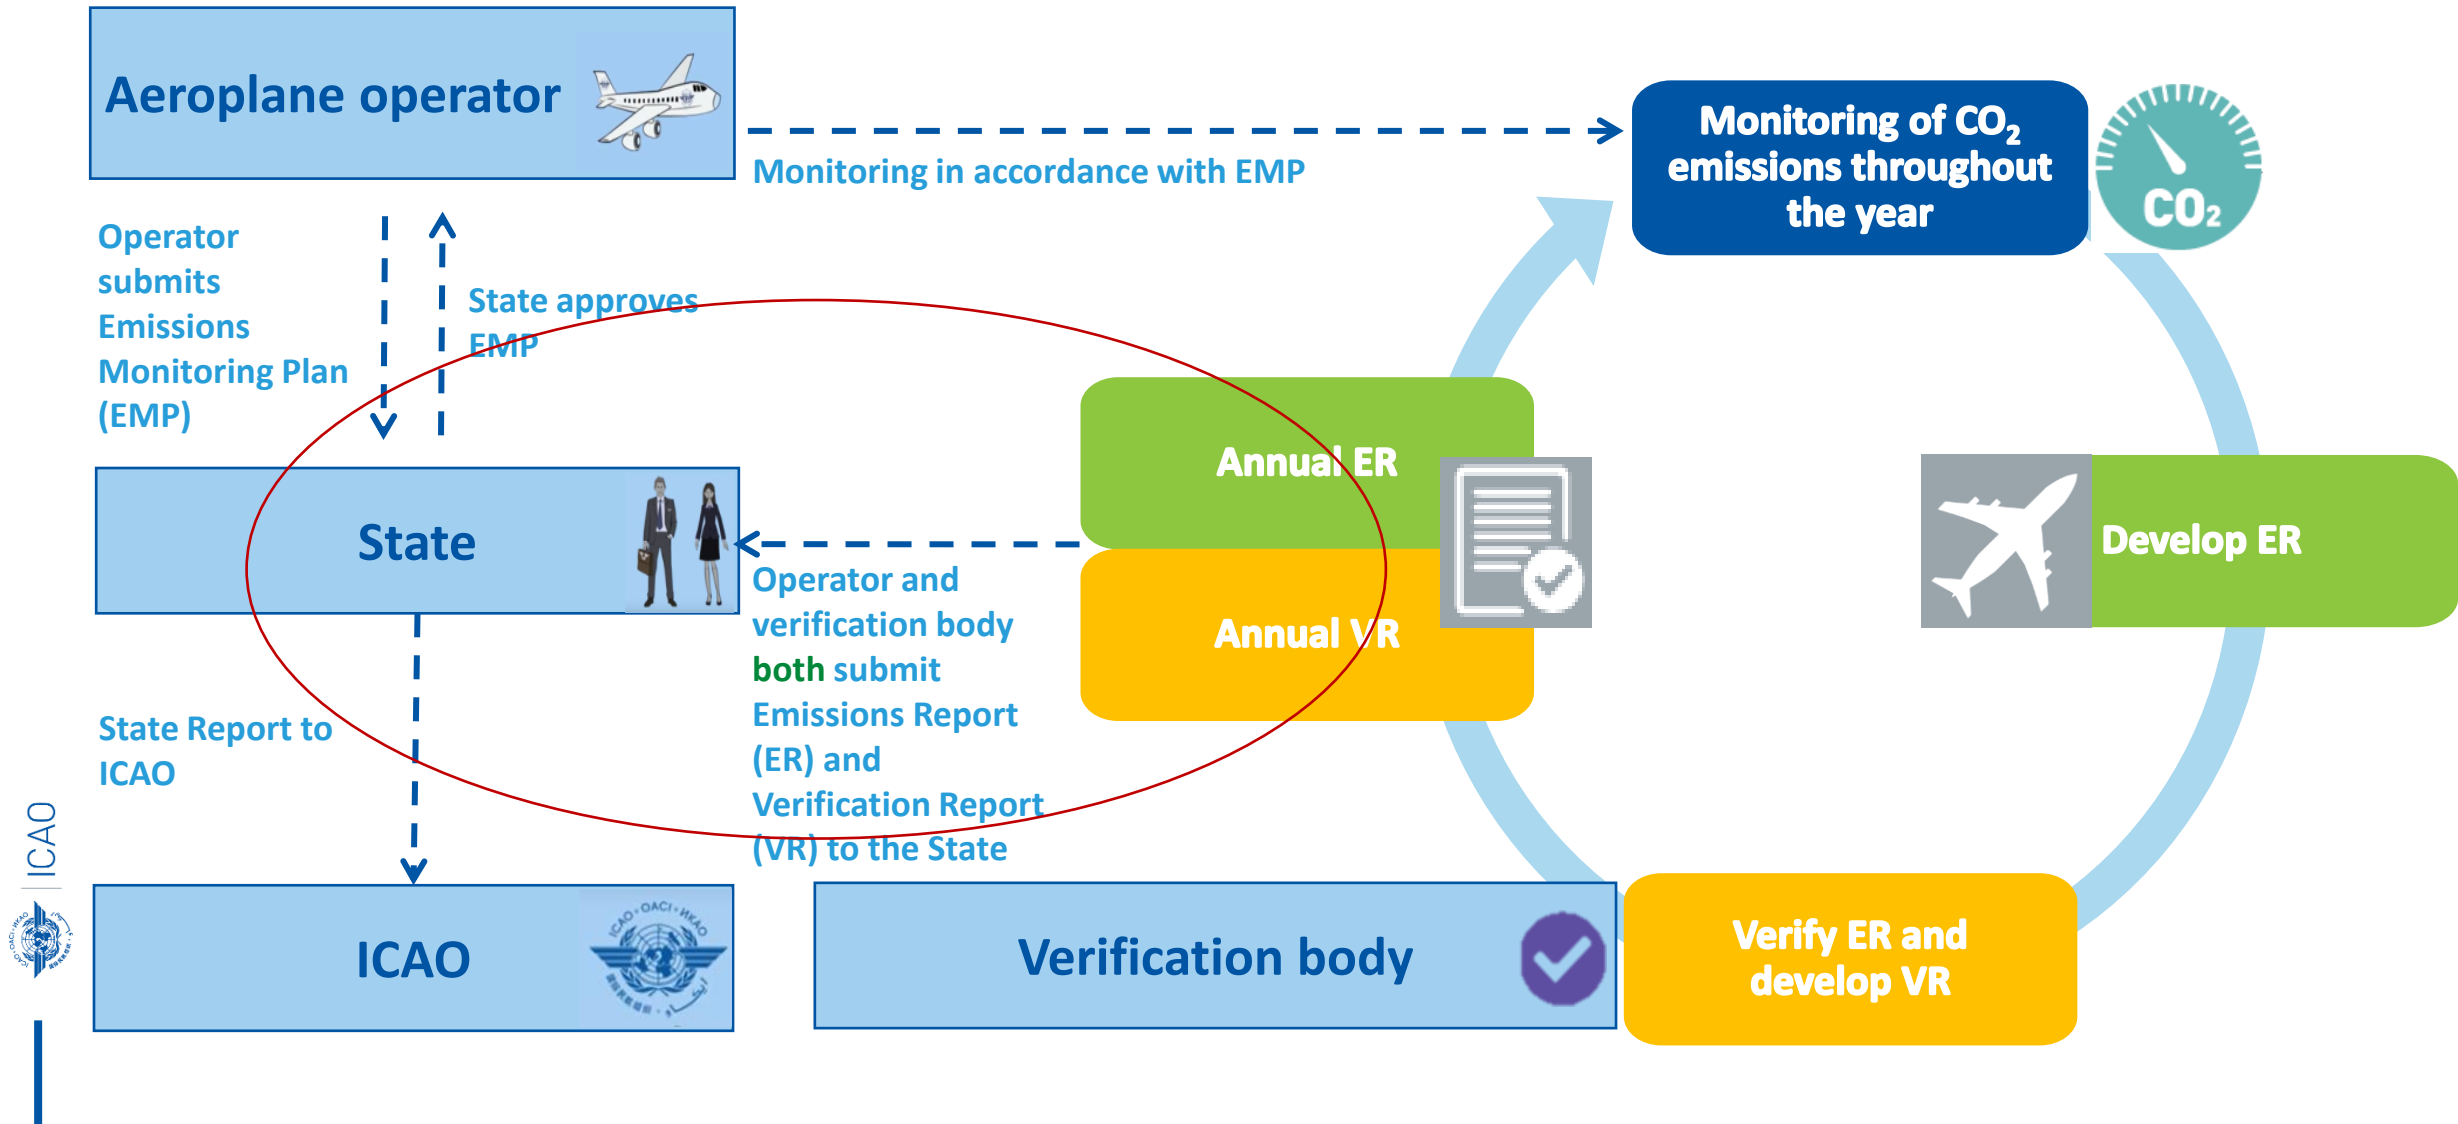 Aeroplane operator
Monitoring in accordance with EMP
Monitoring of CO₂
emissions throughout
the year
CO₂
Operator
submits
Emissions
Monitoring Plan
(EMP)
State approves
EMP
Annual ER
State
Develop ER
Operator and
verification body
both submit
Emissions Report
(ER) and
Verification Report
(VR) to the State
Annual VR
State Report to
ICAO
ICAO
ICAO
ICAO · OACI · ИКАО
Verification body
Verify ER and
develop VR